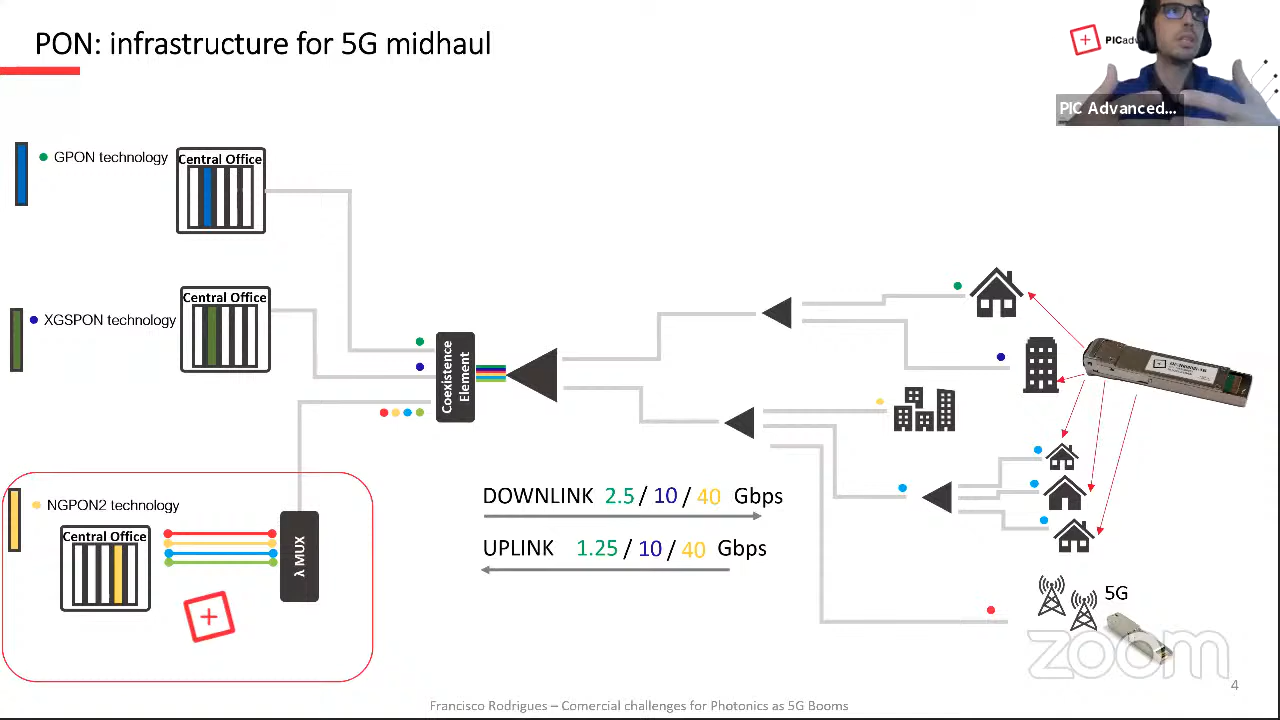 PON: infrastructure for 5G midhaul
PICadv
PIC Advanced...
GPON technology
Central Office
XGSPON technology
Central Office
Coexistence
Element
NGPON2 technology
Central Office
λ MUX
DOWNLINK 2.5/ 10 / 40 Gbps
UPLINK 1.25 / 10 / 40 Gbps
5G
zoom
4
Francisco Rodrigues – Comercial challenges for Photonics as 5G Booms